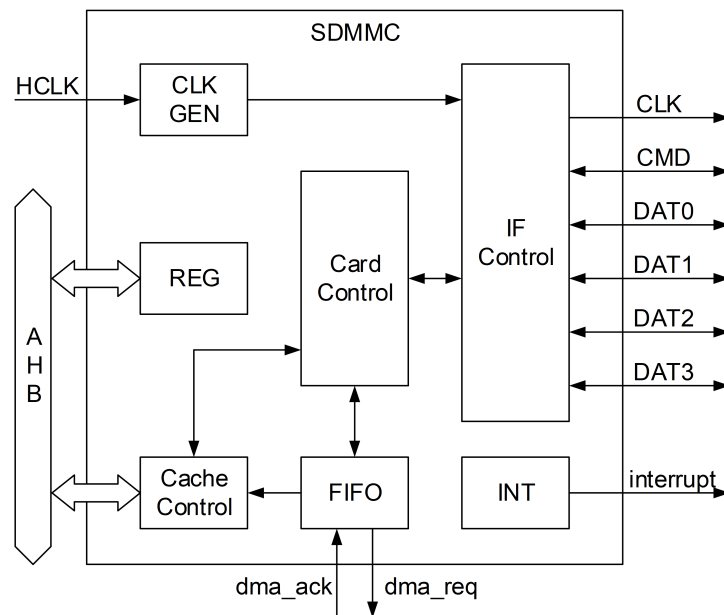 SDMMC
HCLK
CLK
GEN
CLK
CMD
DAT0
DAT1
DAT2
DAT3
IF
Control
Card
Control
REG
A
H
B
Cache
Control
FIFO
INT
interrupt
dma_ack
dma_req